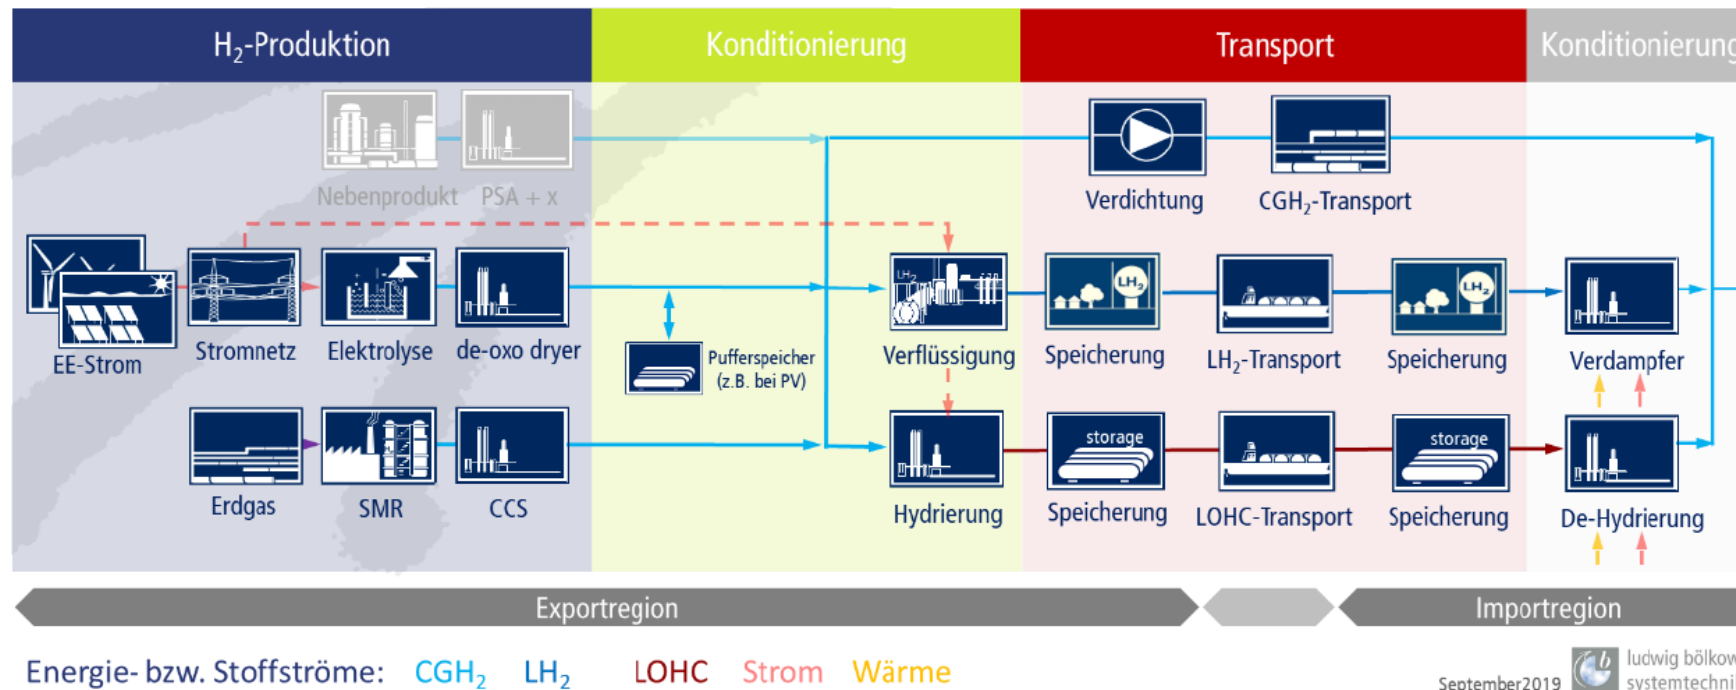 H₂-Produktion
Konditionierung
Transport
Konditionierung
Nebenprodukt
PSA + x
Verdichtung
CGH₂-Transport
EE-Strom
Stromnetz
Elektrolyse
de-oxo dryer
Pufferspeicher
(z.B. bei PV)
LH₂
Verflüssigung
LH₂
Speicherung
LH₂-Transport
LH₂
Speicherung
Verdampfer
Erdgas
SMR
CCS
Hydrierung
storage
Speicherung
LOHC-Transport
storage
Speicherung
De-Hydrierung
Exportregion
Importregion
Energie- bzw. Stoffströme: CGH₂ LH₂ LOHC Strom Wärme
September2019
b
ludwig bölkow
systemtechni